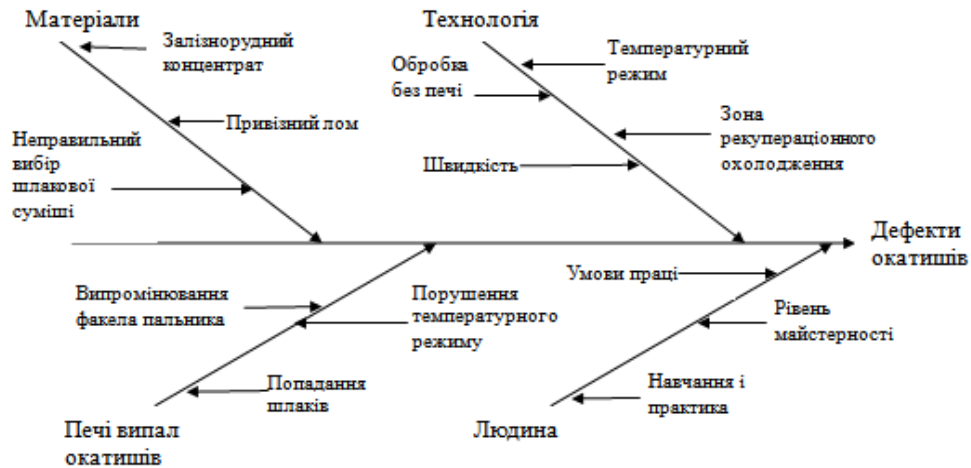 Матеріали
Залізнорудний
концентрат
Привізний лом
Неправильний
вибір
шлакової
суміші
Технологія
Температурний
режим
Обробка
без печі
Зона
рекупераціонного
охолодження
Швидкість
Дефекти
окатишів
Випромінювання
факела пальника
Порушення
температурного
режиму
Попадання
шлаків
Печі випал
окатишів
Умови праці
Рівень
майстерності
Навчання і
практика
Людина